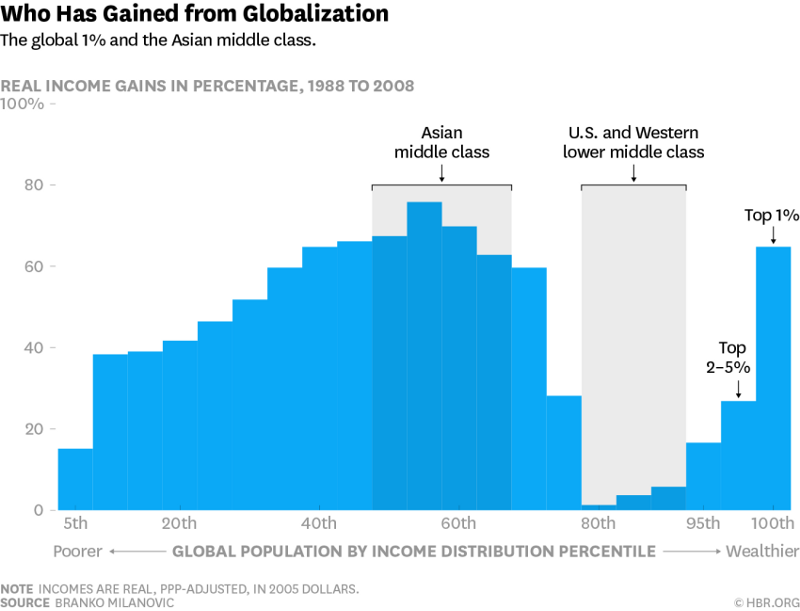 Who Has Gained from Globalization
The global 1% and the Asian middle class.
REAL INCOME GAINS IN PERCENTAGE, 1988 TO 2008
100%
Asian
middle class
U.S. and Western
lower middle class
80
Top 1%
60
40
Top
2–5%
20
0
5th 20th 40th 60th 80th 95th 100th
Poorer GLOBAL POPULATION BY INCOME DISTRIBUTION PERCENTILE Wealthier
NOTE INCOMES ARE REAL, PPP-ADJUSTED, IN 2005 DOLLARS.
SOURCE BRANKO MILANOVIC
© HBR.ORG